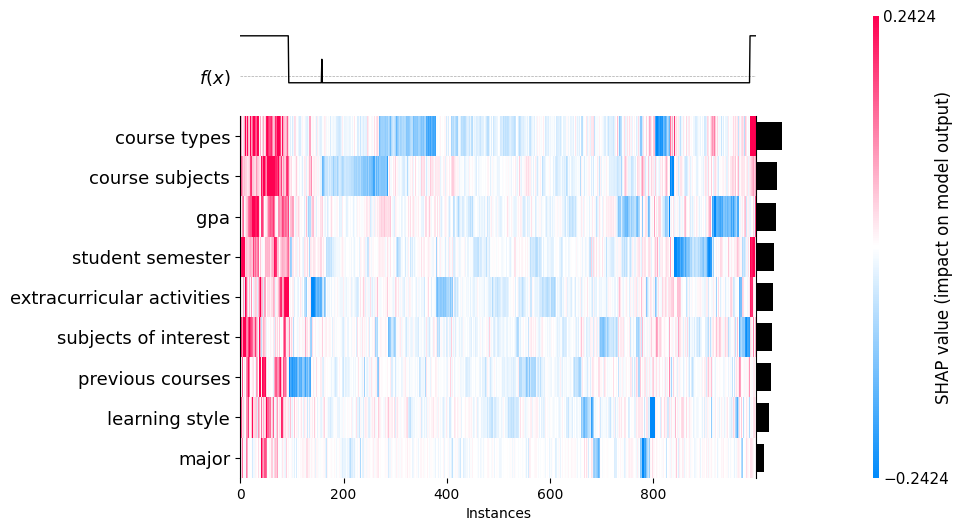 0.2424
f(x)
course types
course subjects
gpa
student semester
extracurricular activities
subjects of interest
previous courses
learning style
major
0 200 400 600 800
Instances
SHAP value (impact on model output)
−0.2424